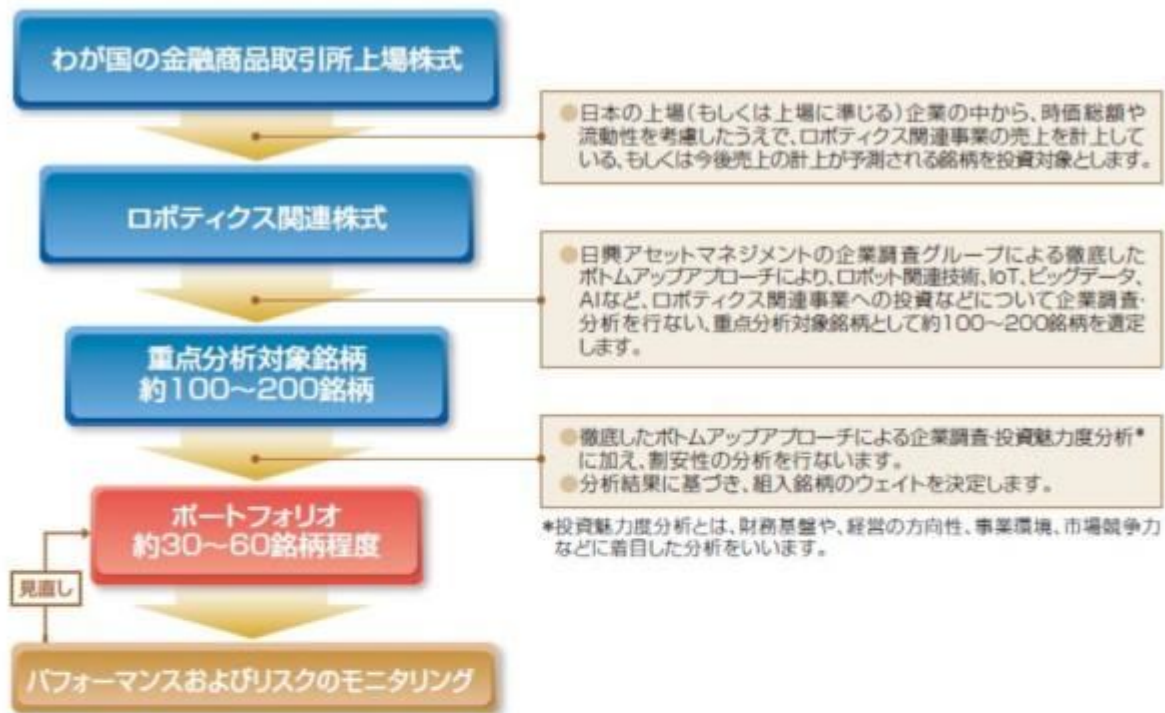 わが国の金融商品取引所上場株式
●日本の上場(もしくは上場に準じる)企業の中から、時価総額や
流動性を考慮したうえで、ロボティクス関連事業の売上を計上して
いる、もしくは今後売上の計上が予測される銘柄を投資対象とします。
ロボティクス関連株式
●日興アセットマネジメントの企業調査グループによる徹底した
ボトムアップアプローチにより、ロボット関連技術、IoT、ビッグデータ、
AIなど、ロボティクス関連事業への投資などについて企業調査・
分析を行ない、重点分析対象銘柄として約100～200銘柄を選定
します。
重点分析対象銘柄
約100～200銘柄
●徹底したボトムアップアプローチによる企業調査・投資魅力度分析*
に加え、割安性の分析を行ないます。
●分析結果に基づき、組入銘柄のウェイトを決定します。
ポートフォリオ
約30～60銘柄程度
*投資魅力度分析とは、財務基盤や、経営の方向性、事業環境、市場競争力
などに着目した分析をいいます。
見直し
パフォーマンスおよびリスクのモニタリング